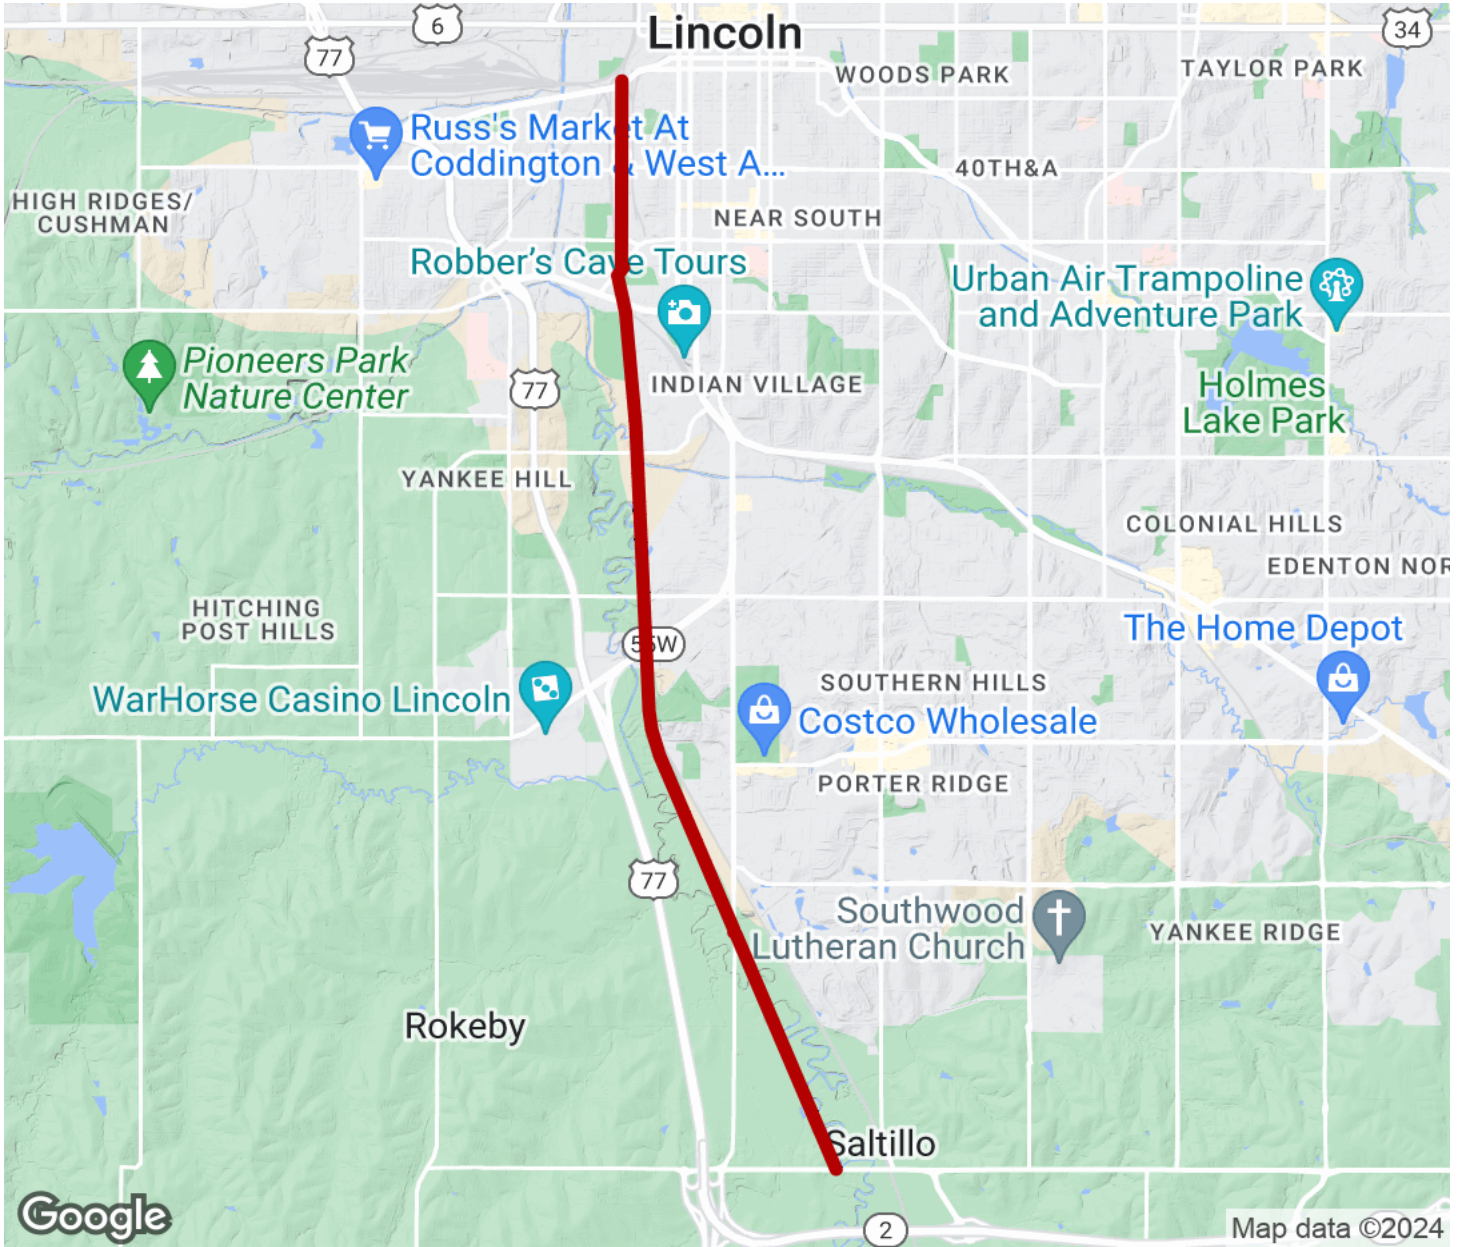 6
Lincoln
34
77
WOODS PARK
TAYLOR PARK
Russ's Market At
Coddington & West A...
40TH&A
HIGH RIDGES/
CUSHMAN
NEAR SOUTH
Robber's Cave Tours
Urban Air Trampoline
and Adventure Park
Pioneers Park
Nature Center
77
INDIAN VILLAGE
Holmes
Lake Park
YANKEE HILL
COLONIAL HILLS
EDENTON NOR
HITCHING
POST HILLS
The Home Depot
55W
SOUTHERN HILLS
WarHorse Casino Lincoln
Costco Wholesale
PORTER RIDGE
77
Southwood
Lutheran Church
YANKEE RIDGE
Rokeby
Saltillo
Google
2
Map data ©2024